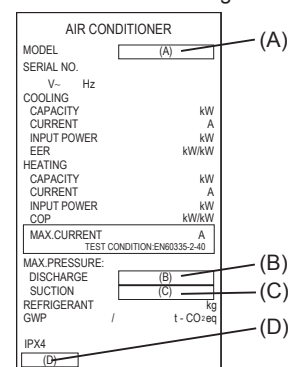 AIR CONDITIONER
MODEL (A) (A)
SERIAL NO.
V~ Hz
COOLING
CAPACITY kW
CURRENT A
INPUT POWER kW
EER kW/kW
HEATING
CAPACITY kW
CURRENT A
INPUT POWER kW
COP kW/kW
MAX.CURRENT A
TEST CONDITION:EN60335-2-40
MAX.PRESSURE:
DISCHARGE (B) (B)
SUCTION (C) (C)
REFRIGERANT kg
GWP / t - CO2eq
IPX4
(D) (D)